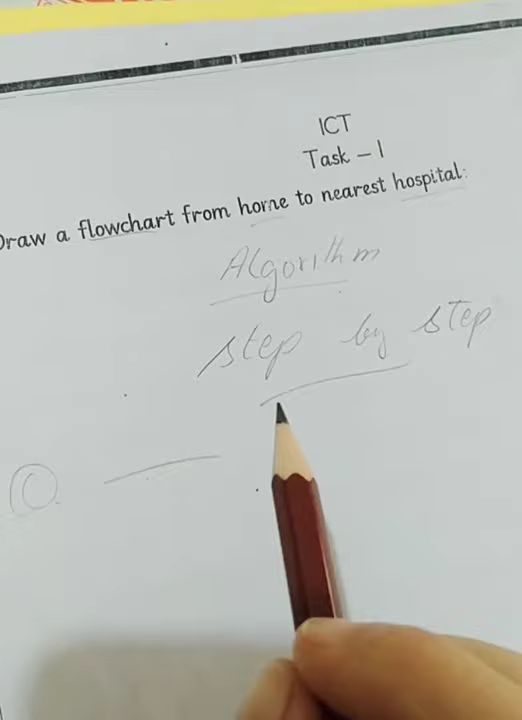 ICT
Task – 1
Draw a flowchart from home to nearest hospital:
Algorithm
step by step